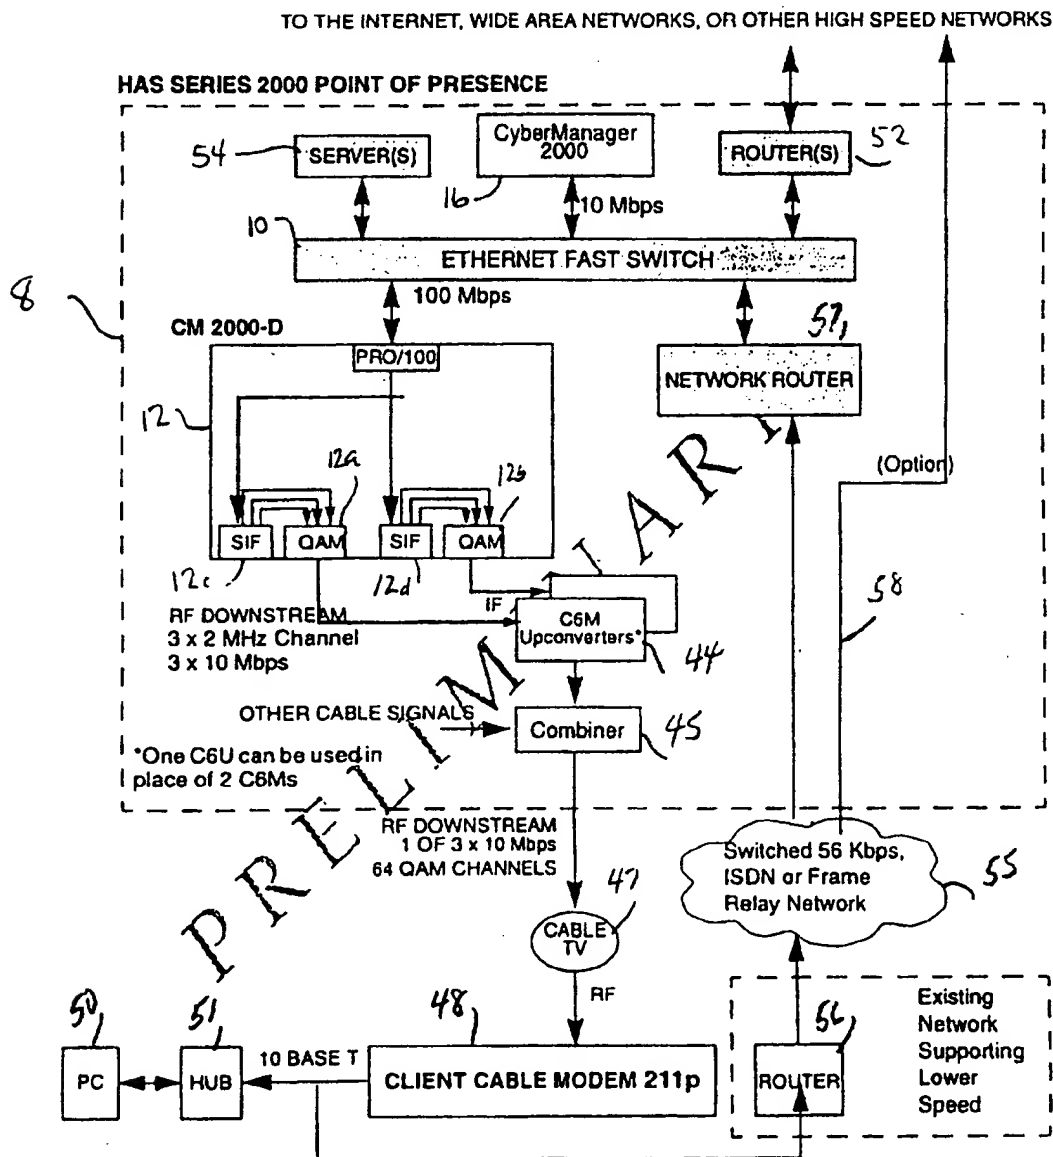 TO THE INTERNET, WIDE AREA NETWORKS, OR OTHER HIGH SPEED NETWORKS
HAS SERIES 2000 POINT OF PRESENCE
54
SERVER(S)
CyberManager
2000
16
ROUTER(S)
52
10 Mbps
10
ETHERNET FAST SWITCH
8
100 Mbps
CM 2000-D
PRO/100
57
NETWORK ROUTER
12
12a
12b
(Option)
SIF
QAM
SIF
QAM
12c
12d
IF
58
RF DOWNSTREAM
3 x 2 MHz Channel
3 x 10 Mbps
C6M
Upconverters*
44
OTHER CABLE SIGNALS
Combiner
45
*One C6U can be used in
place of 2 C6Ms
PRELIMINARY
RF DOWNSTREAM
1 OF 3 x 10 Mbps
64 QAM CHANNELS
Switched 56 Kbps,
ISDN or Frame
Relay Network
55
47
CABLE
TV
RF
50
51
48
56
Existing
Network
Supporting
Lower
Speed
10 BASE T
PC
HUB
CLIENT CABLE MODEM 211p
ROUTER